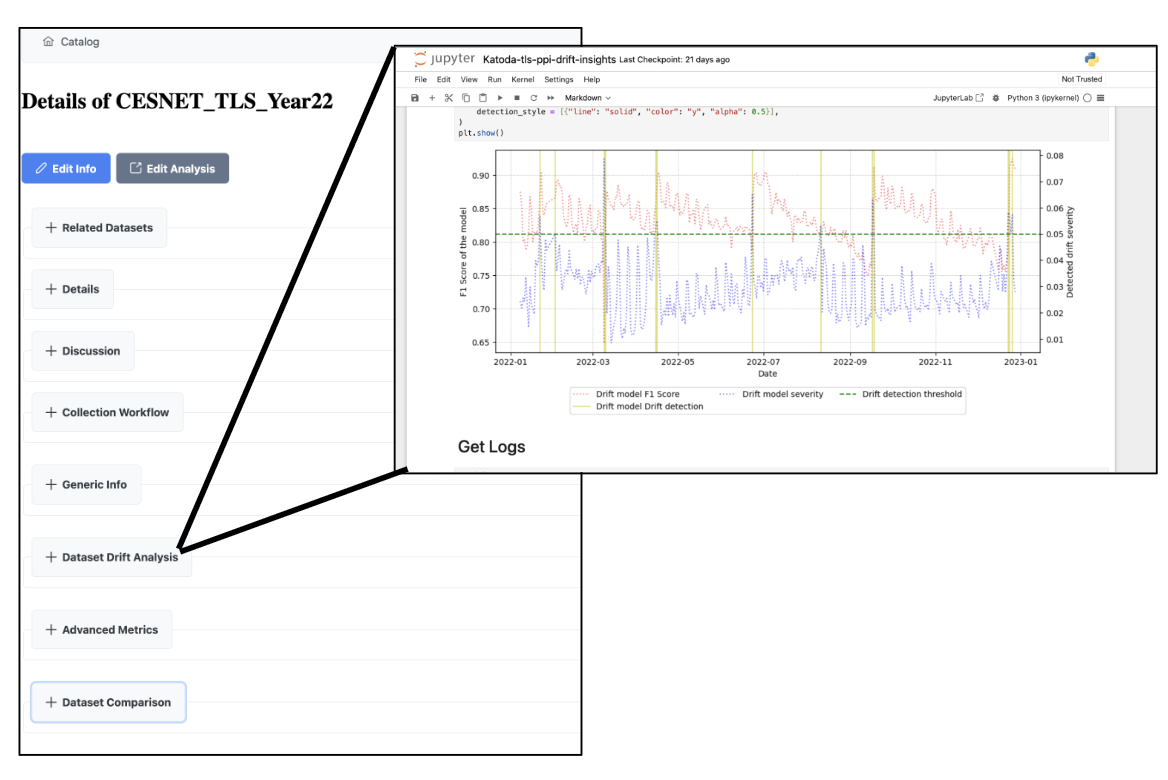 Catalog
Details of CESNET_TLS_Year22
Edit Info
Edit Analysis
Related Datasets
Details
Discussion
Collection Workflow
Generic Info
Dataset Drift Analysis
Advanced Metrics
Dataset Comparison
Jupyter Katoda-tls-ppi-drift-insights Last Checkpoint: 21 days ago
File Edit View Run Kernel Settings Help Not Trusted
Markdown JupyterLab Python 3 (ipykernel)
detection_style = [{"line": "solid", "color": "y", "alpha": 0.5}],
)
plt.show()
F1 Score of the model
0.90
0.85
0.80
0.75
0.70
0.65
0.08
0.07
0.06
0.05
0.04
0.03
0.02
0.01
Detected drift severity
2022-01 2022-03 2022-05 2022-07 2022-09 2022-11 2023-01
Date
Drift model F1 Score Drift model severity Drift detection threshold
Drift model Drift detection
Get Logs